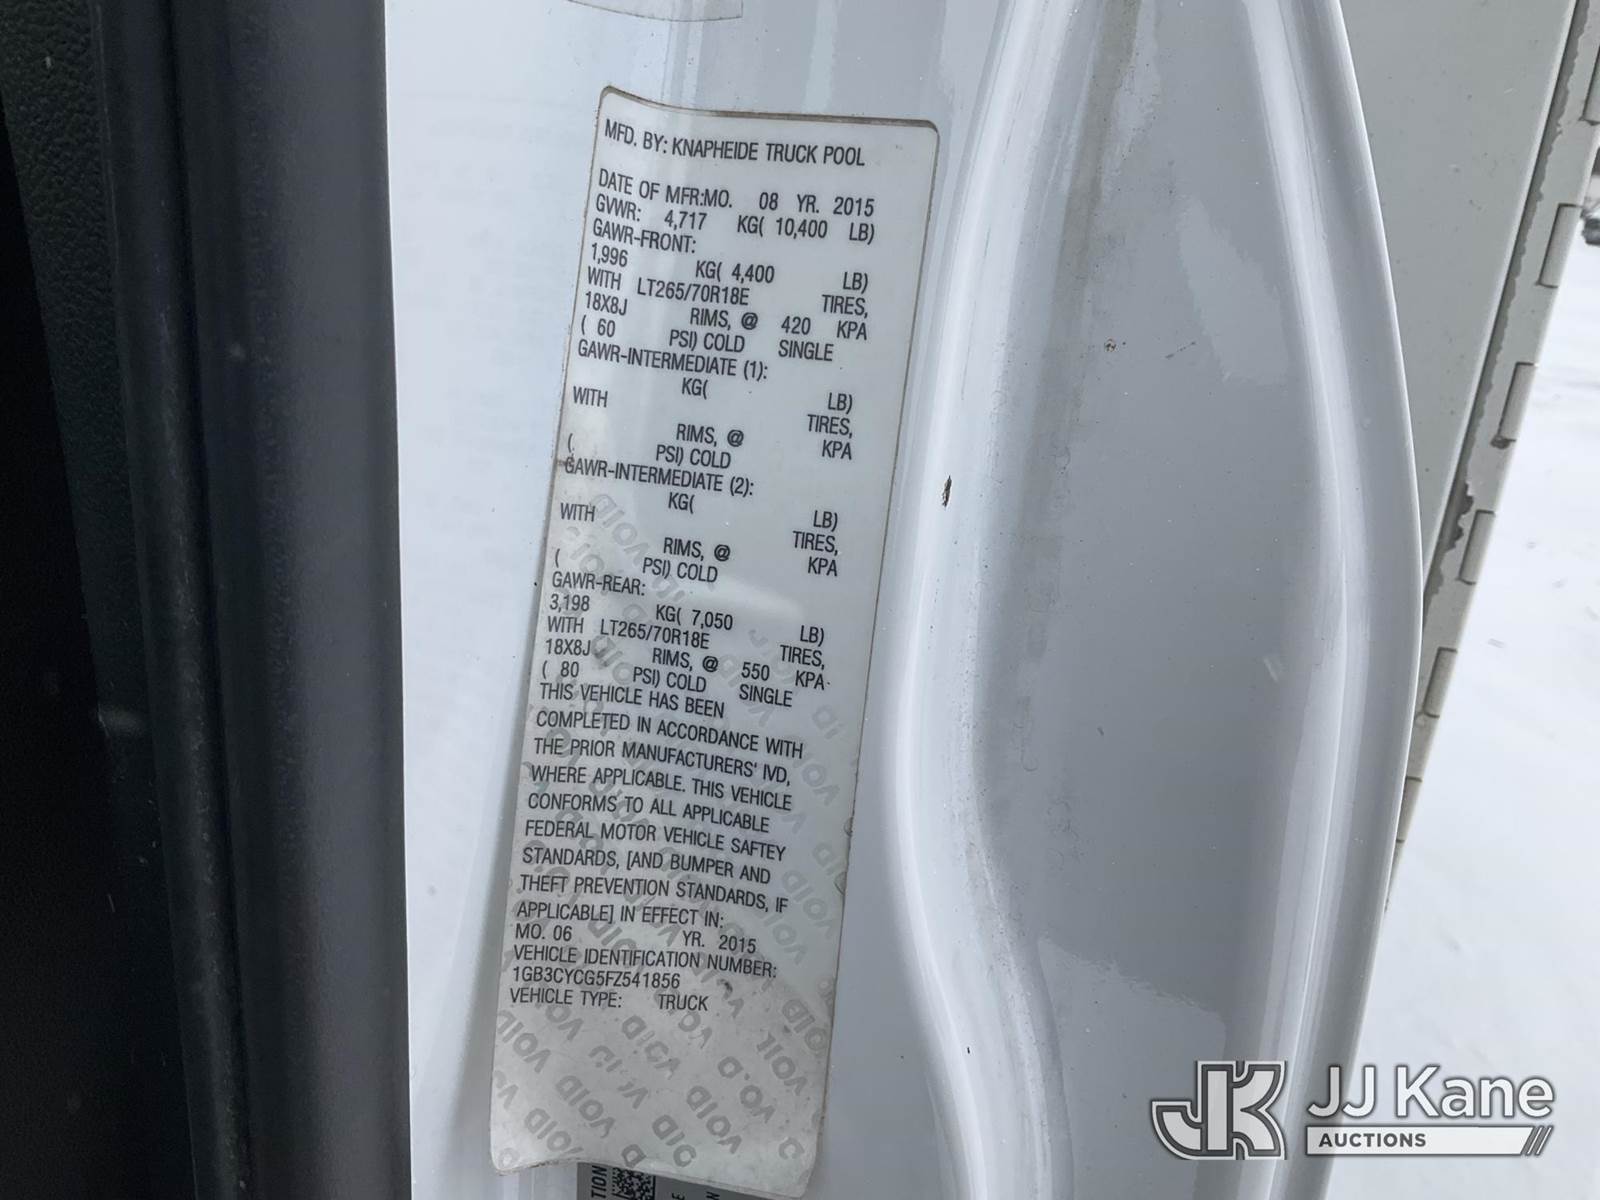 MFD. BY: KNAPHEIDE TRUCK POOL
DATE OF MFR:MO. 08 YR. 2015
GVWR: 4,717 KG( 10,400 LB)
GAWR-FRONT:
1,996 KG( 4,400 LB)
WITH LT265/70R18E TIRES,
18X8J RIMS, @ 420 KPA
( 60 PSI) COLD SINGLE
GAWR-INTERMEDIATE (1):
KG( LB)
WITH TIRES,
RIMS, @ KPA
( PSI) COLD
GAWR-INTERMEDIATE (2):
KG( LB)
WITH TIRES,
RIMS, @ KPA
( PSI) COLD
GAWR-REAR:
3,198 KG( 7,050 LB)
WITH LT265/70R18E TIRES,
18X8J RIMS, @ 550 KPA
( 80 PSI) COLD SINGLE
THIS VEHICLE HAS BEEN
COMPLETED IN ACCORDANCE WITH
THE PRIOR MANUFACTURERS' IVD,
WHERE APPLICABLE. THIS VEHICLE
CONFORMS TO ALL APPLICABLE
FEDERAL MOTOR VEHICLE SAFTEY
STANDARDS, [AND BUMPER AND
THEFT PREVENTION STANDARDS, IF
APPLICABLE] IN EFFECT IN:
MO. 06 YR. 2015
VEHICLE IDENTIFICATION NUMBER:
1GB3CYCG5FZ541856
VEHICLE TYPE: TRUCK
JK JJ Kane
AUCTIONS